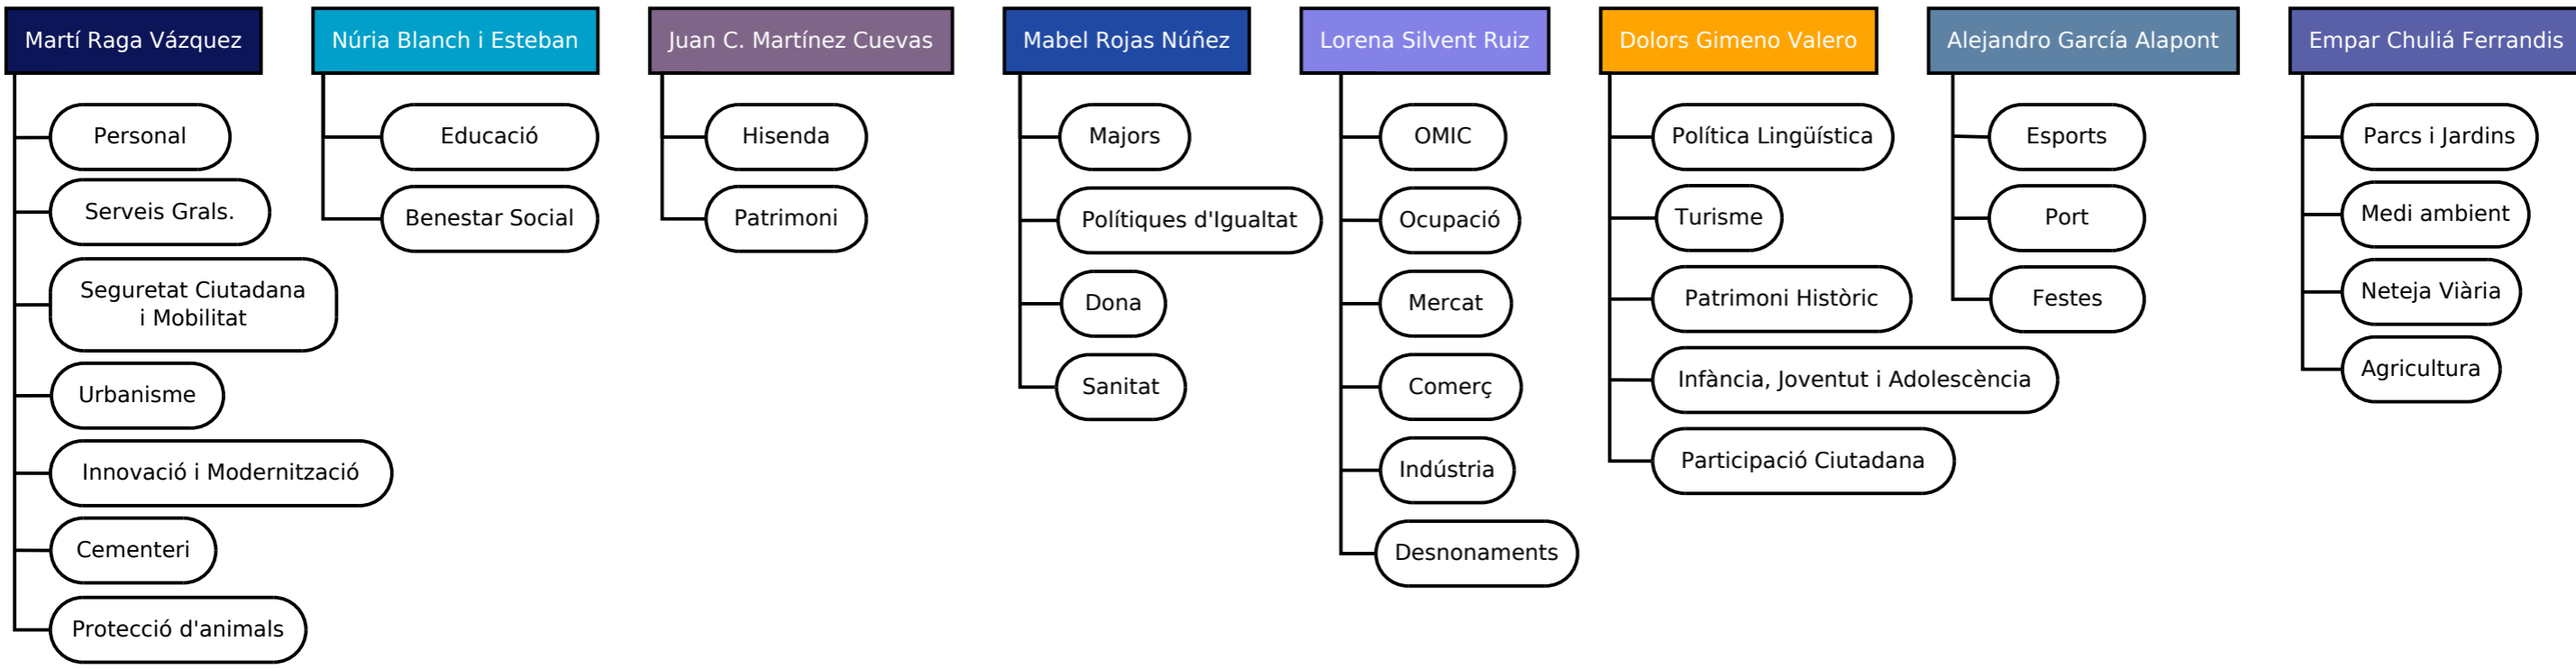 Martí Raga Vázquez
Personal
Serveis Grals.
Seguretat Ciutadana
i Mobilitat
Urbanisme
Innovació i Modernització
Cementeri
Protecció d'animals
Núria Blanch i Esteban
Educació
Benestar Social
Juan C. Martínez Cuevas
Hisenda
Patrimoni
Mabel Rojas Núñez
Majors
Polítiques d'Igualtat
Dona
Sanitat
Lorena Silvent Ruiz
OMIC
Ocupació
Mercat
Comerç
Indústria
Desnonaments
Dolors Gimeno Valero
Política Lingüística
Turisme
Patrimoni Històric
Infància, Joventut i Adolescència
Participació Ciutadana
Alejandro García Alapont
Esports
Port
Festes
Empar Chuliá Ferrandis
Parcs i Jardins
Medi ambient
Neteja Viària
Agricultura